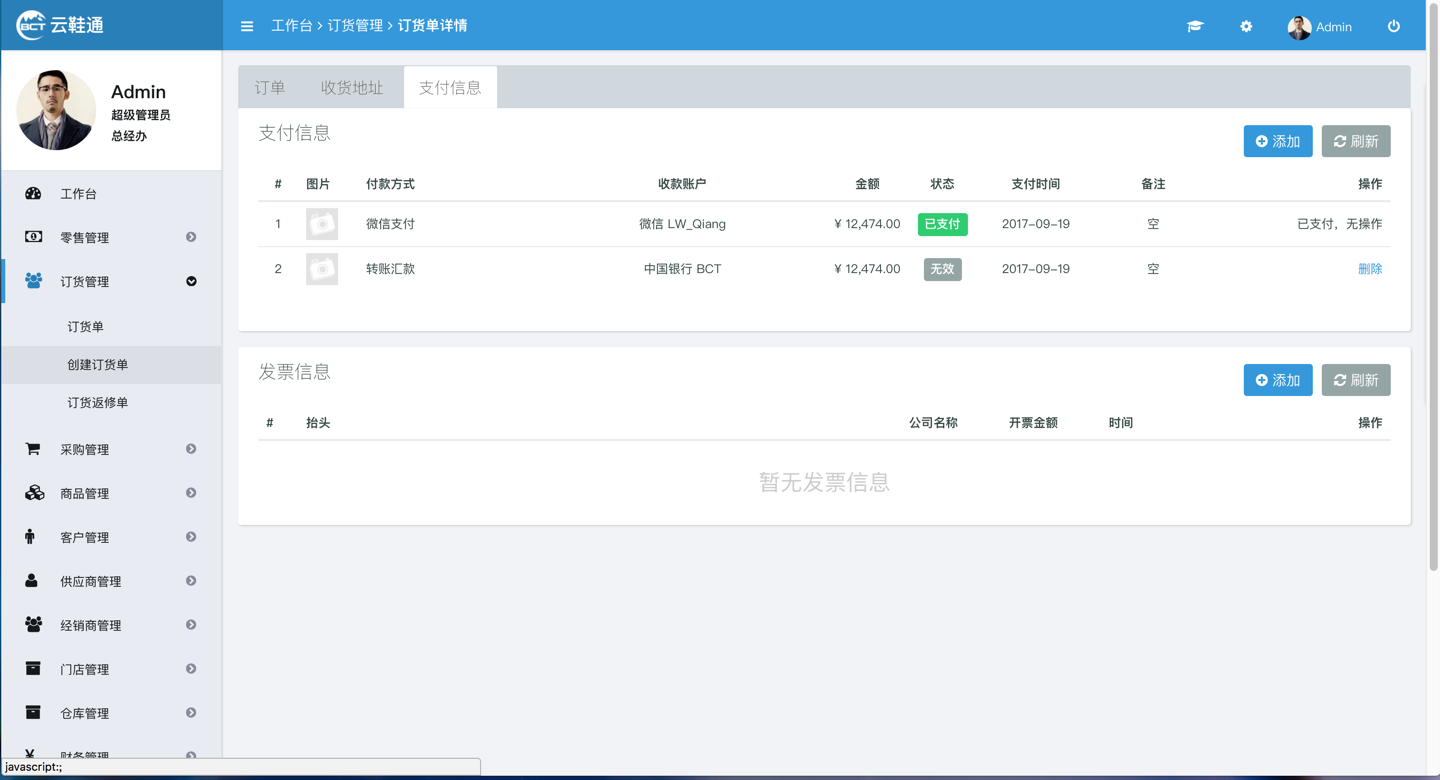 BCT 云鞋通
工作台 › 订货管理 › 订货单详情
Admin
Admin
超级管理员
总经办
工作台
零售管理
订货管理
订货单
创建订货单
订货返修单
采购管理
商品管理
客户管理
供应商管理
经销商管理
门店管理
仓库管理
财务管理
javascript:;
订单 收货地址 支付信息
支付信息
添加 刷新
# 图片 付款方式 收款账户 金额 状态 支付时间 备注 操作
1 微信支付 微信 LW_Qiang ¥ 12,474.00 已支付 2017-09-19 空 已支付，无操作
2 转账汇款 中国银行 BCT ¥ 12,474.00 无效 2017-09-19 空 删除
发票信息
添加 刷新
# 抬头 公司名称 开票金额 时间 操作
暂无发票信息